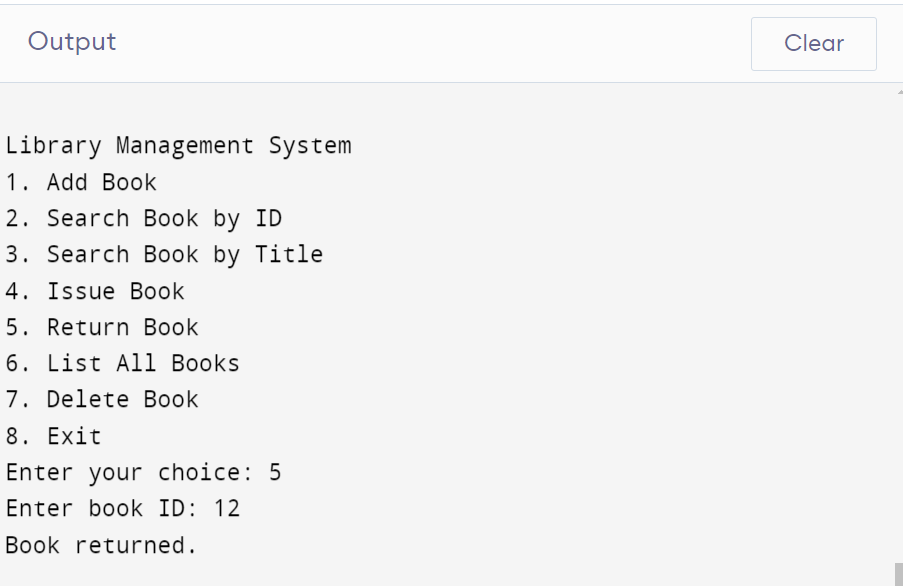 Output
Clear
Library Management System
1. Add Book
2. Search Book by ID
3. Search Book by Title
4. Issue Book
5. Return Book
6. List All Books
7. Delete Book
8. Exit
Enter your choice: 5
Enter book ID: 12
Book returned.